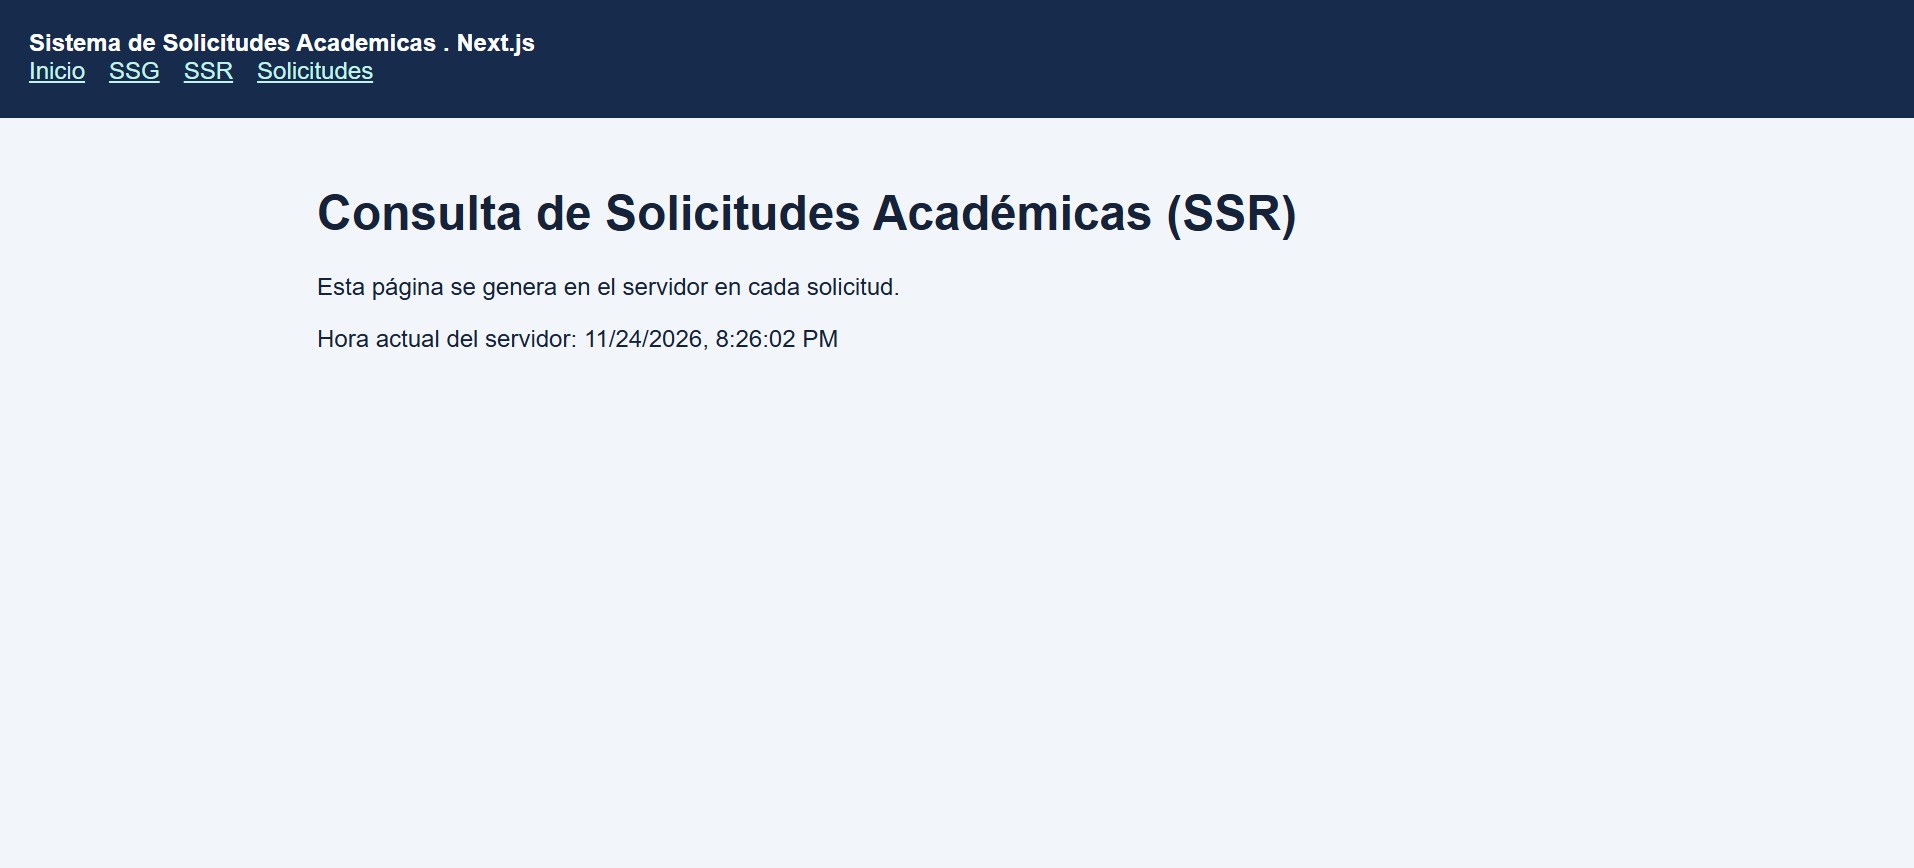 Sistema de Solicitudes Academicas . Next.js
Inicio SSG SSR Solicitudes
Consulta de Solicitudes Académicas (SSR)
Esta página se genera en el servidor en cada solicitud.
Hora actual del servidor: 11/24/2026, 8:26:02 PM